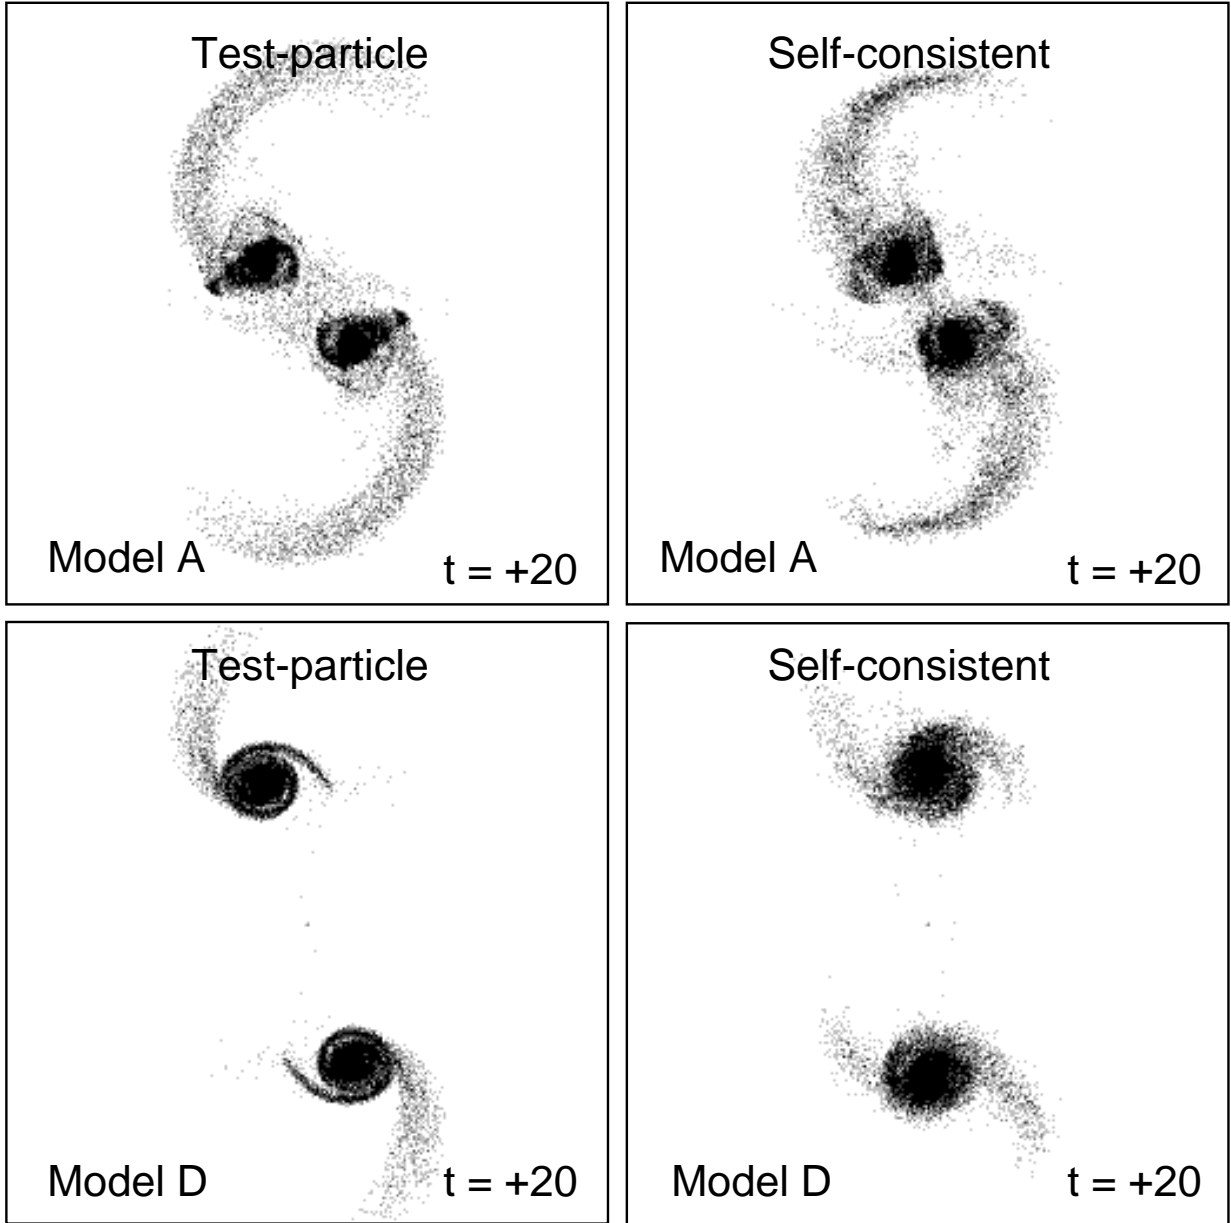 Test-particle
Self-consistent
Model A
t = +20
Model A
t = +20
Test-particle
Self-consistent
Model D
t = +20
Model D
t = +20